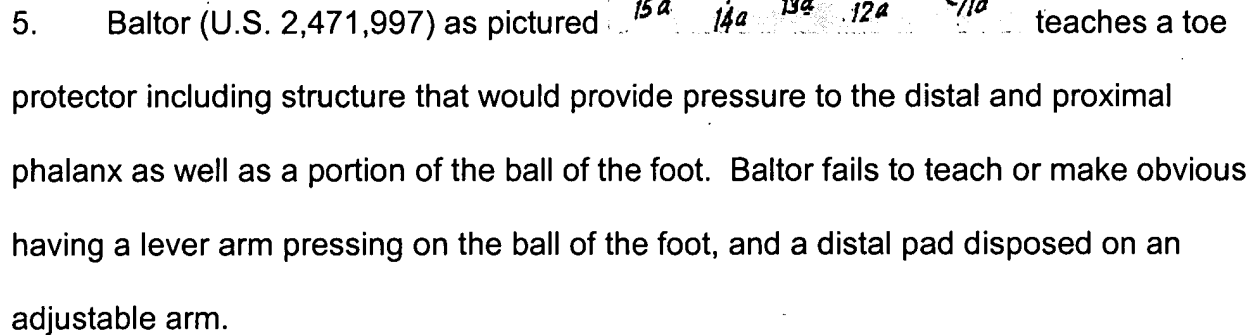 5. Baltor (U.S. 2,471,997) as pictured 15a 14a 13a 12a 11a teaches a toe
protector including structure that would provide pressure to the distal and proximal
phalanx as well as a portion of the ball of the foot. Baltor fails to teach or make obvious
having a lever arm pressing on the ball of the foot, and a distal pad disposed on an
adjustable arm.